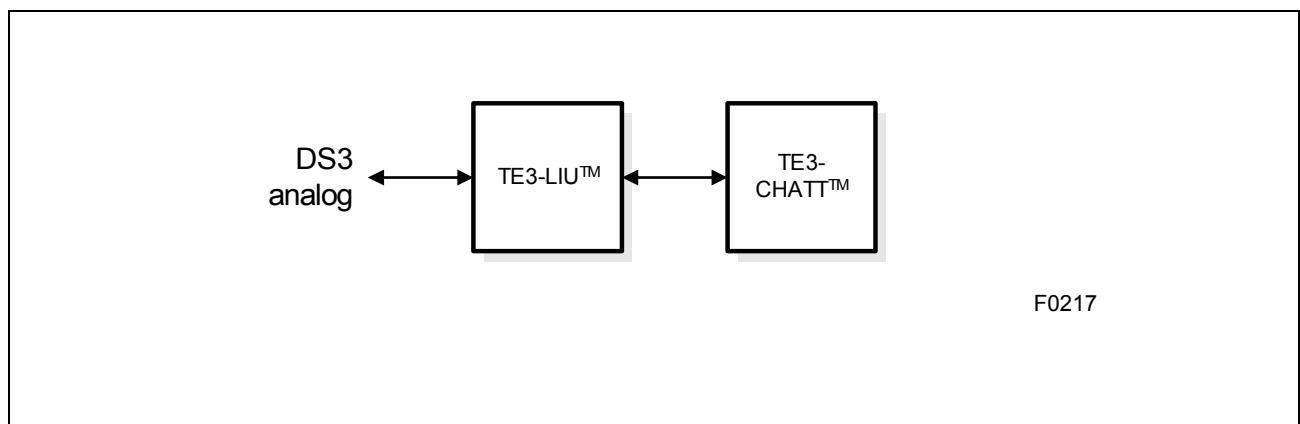 DS3
analog
TE3-LIU™
TE3-
CHATT™
F0217